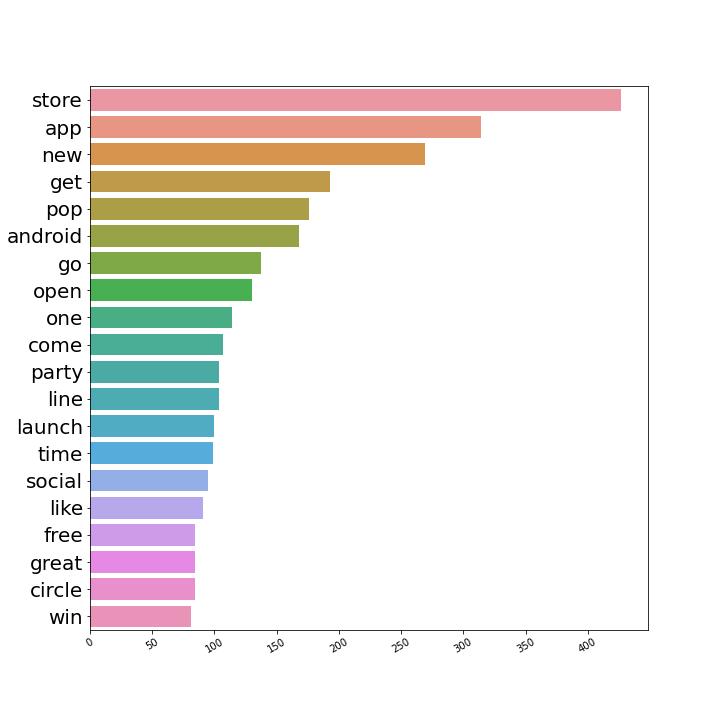 store
app
new
get
pop
android
go
open
one
come
party
line
launch
time
social
like
free
great
circle
win
0 50 100 150 200 250 300 350 400